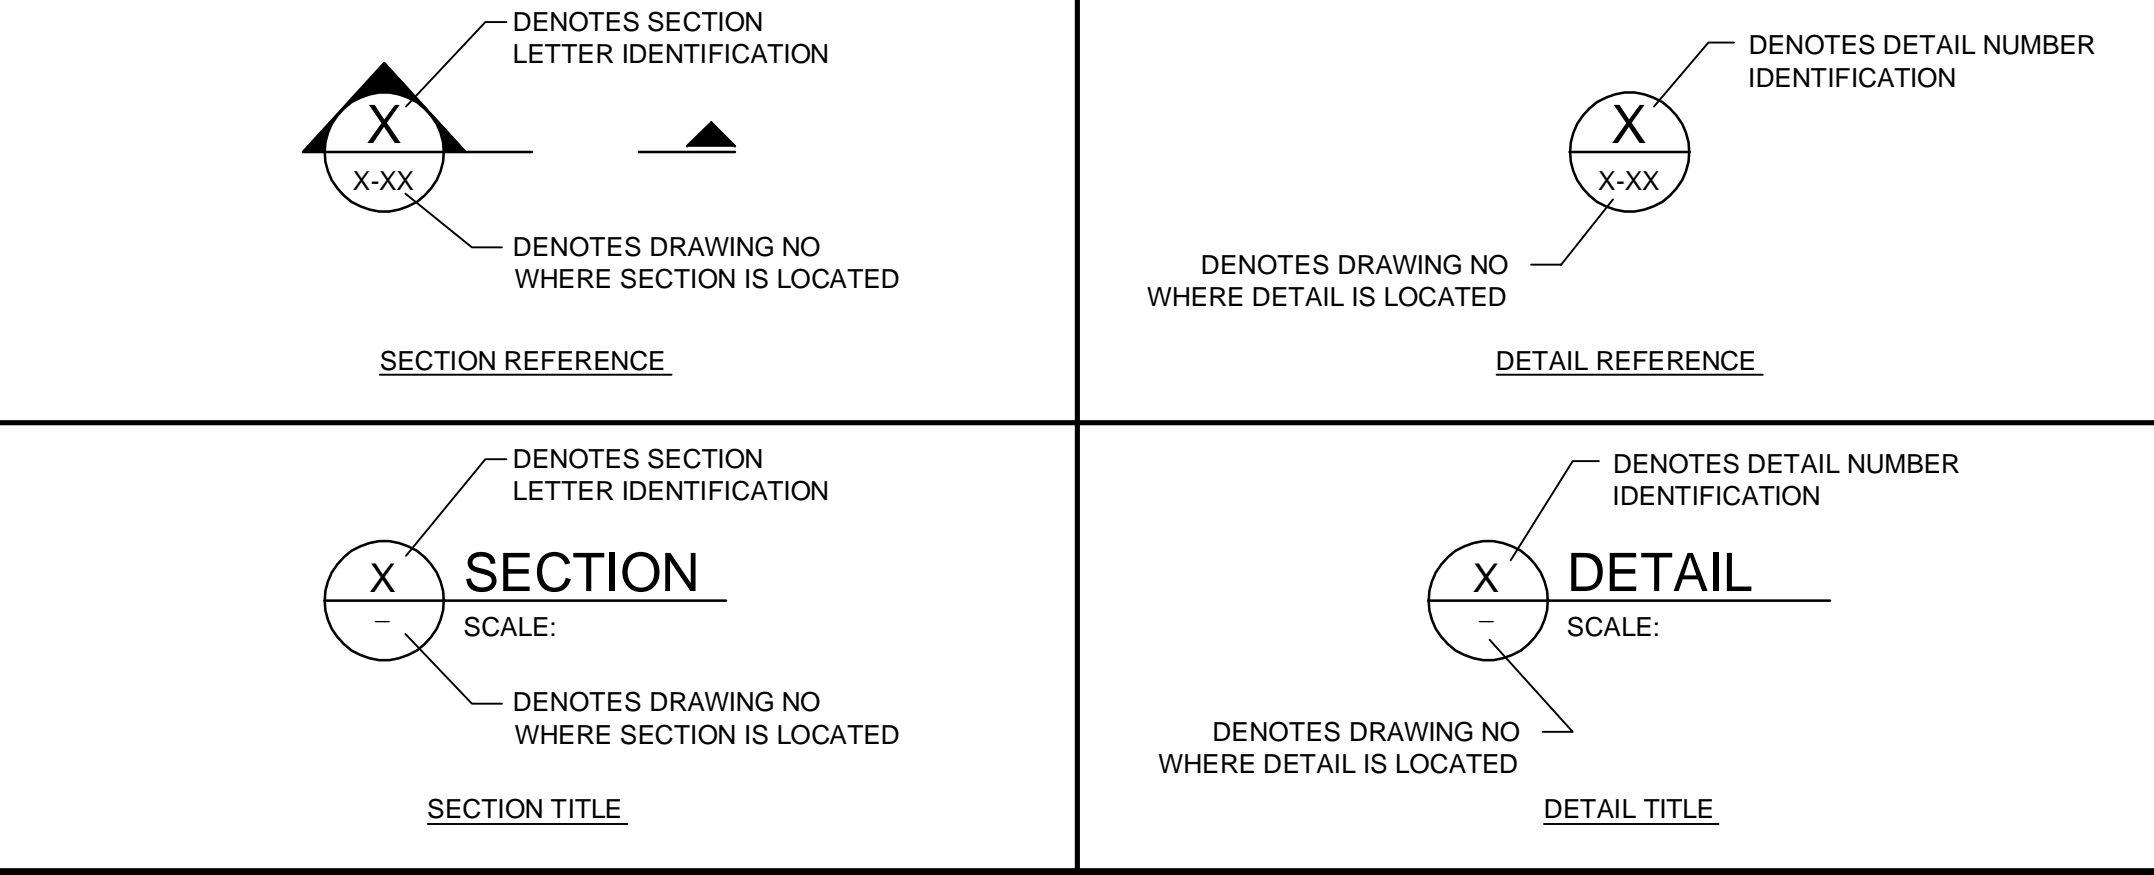 DENOTES SECTION
LETTER IDENTIFICATION
X
X-XX
DENOTES DRAWING NO
WHERE SECTION IS LOCATED
SECTION REFERENCE
DENOTES DETAIL NUMBER
IDENTIFICATION
X
X-XX
DENOTES DRAWING NO
WHERE DETAIL IS LOCATED
DETAIL REFERENCE
DENOTES SECTION
LETTER IDENTIFICATION
X SECTION
– SCALE:
DENOTES DRAWING NO
WHERE SECTION IS LOCATED
SECTION TITLE
DENOTES DETAIL NUMBER
IDENTIFICATION
X DETAIL
– SCALE:
DENOTES DRAWING NO
WHERE DETAIL IS LOCATED
DETAIL TITLE